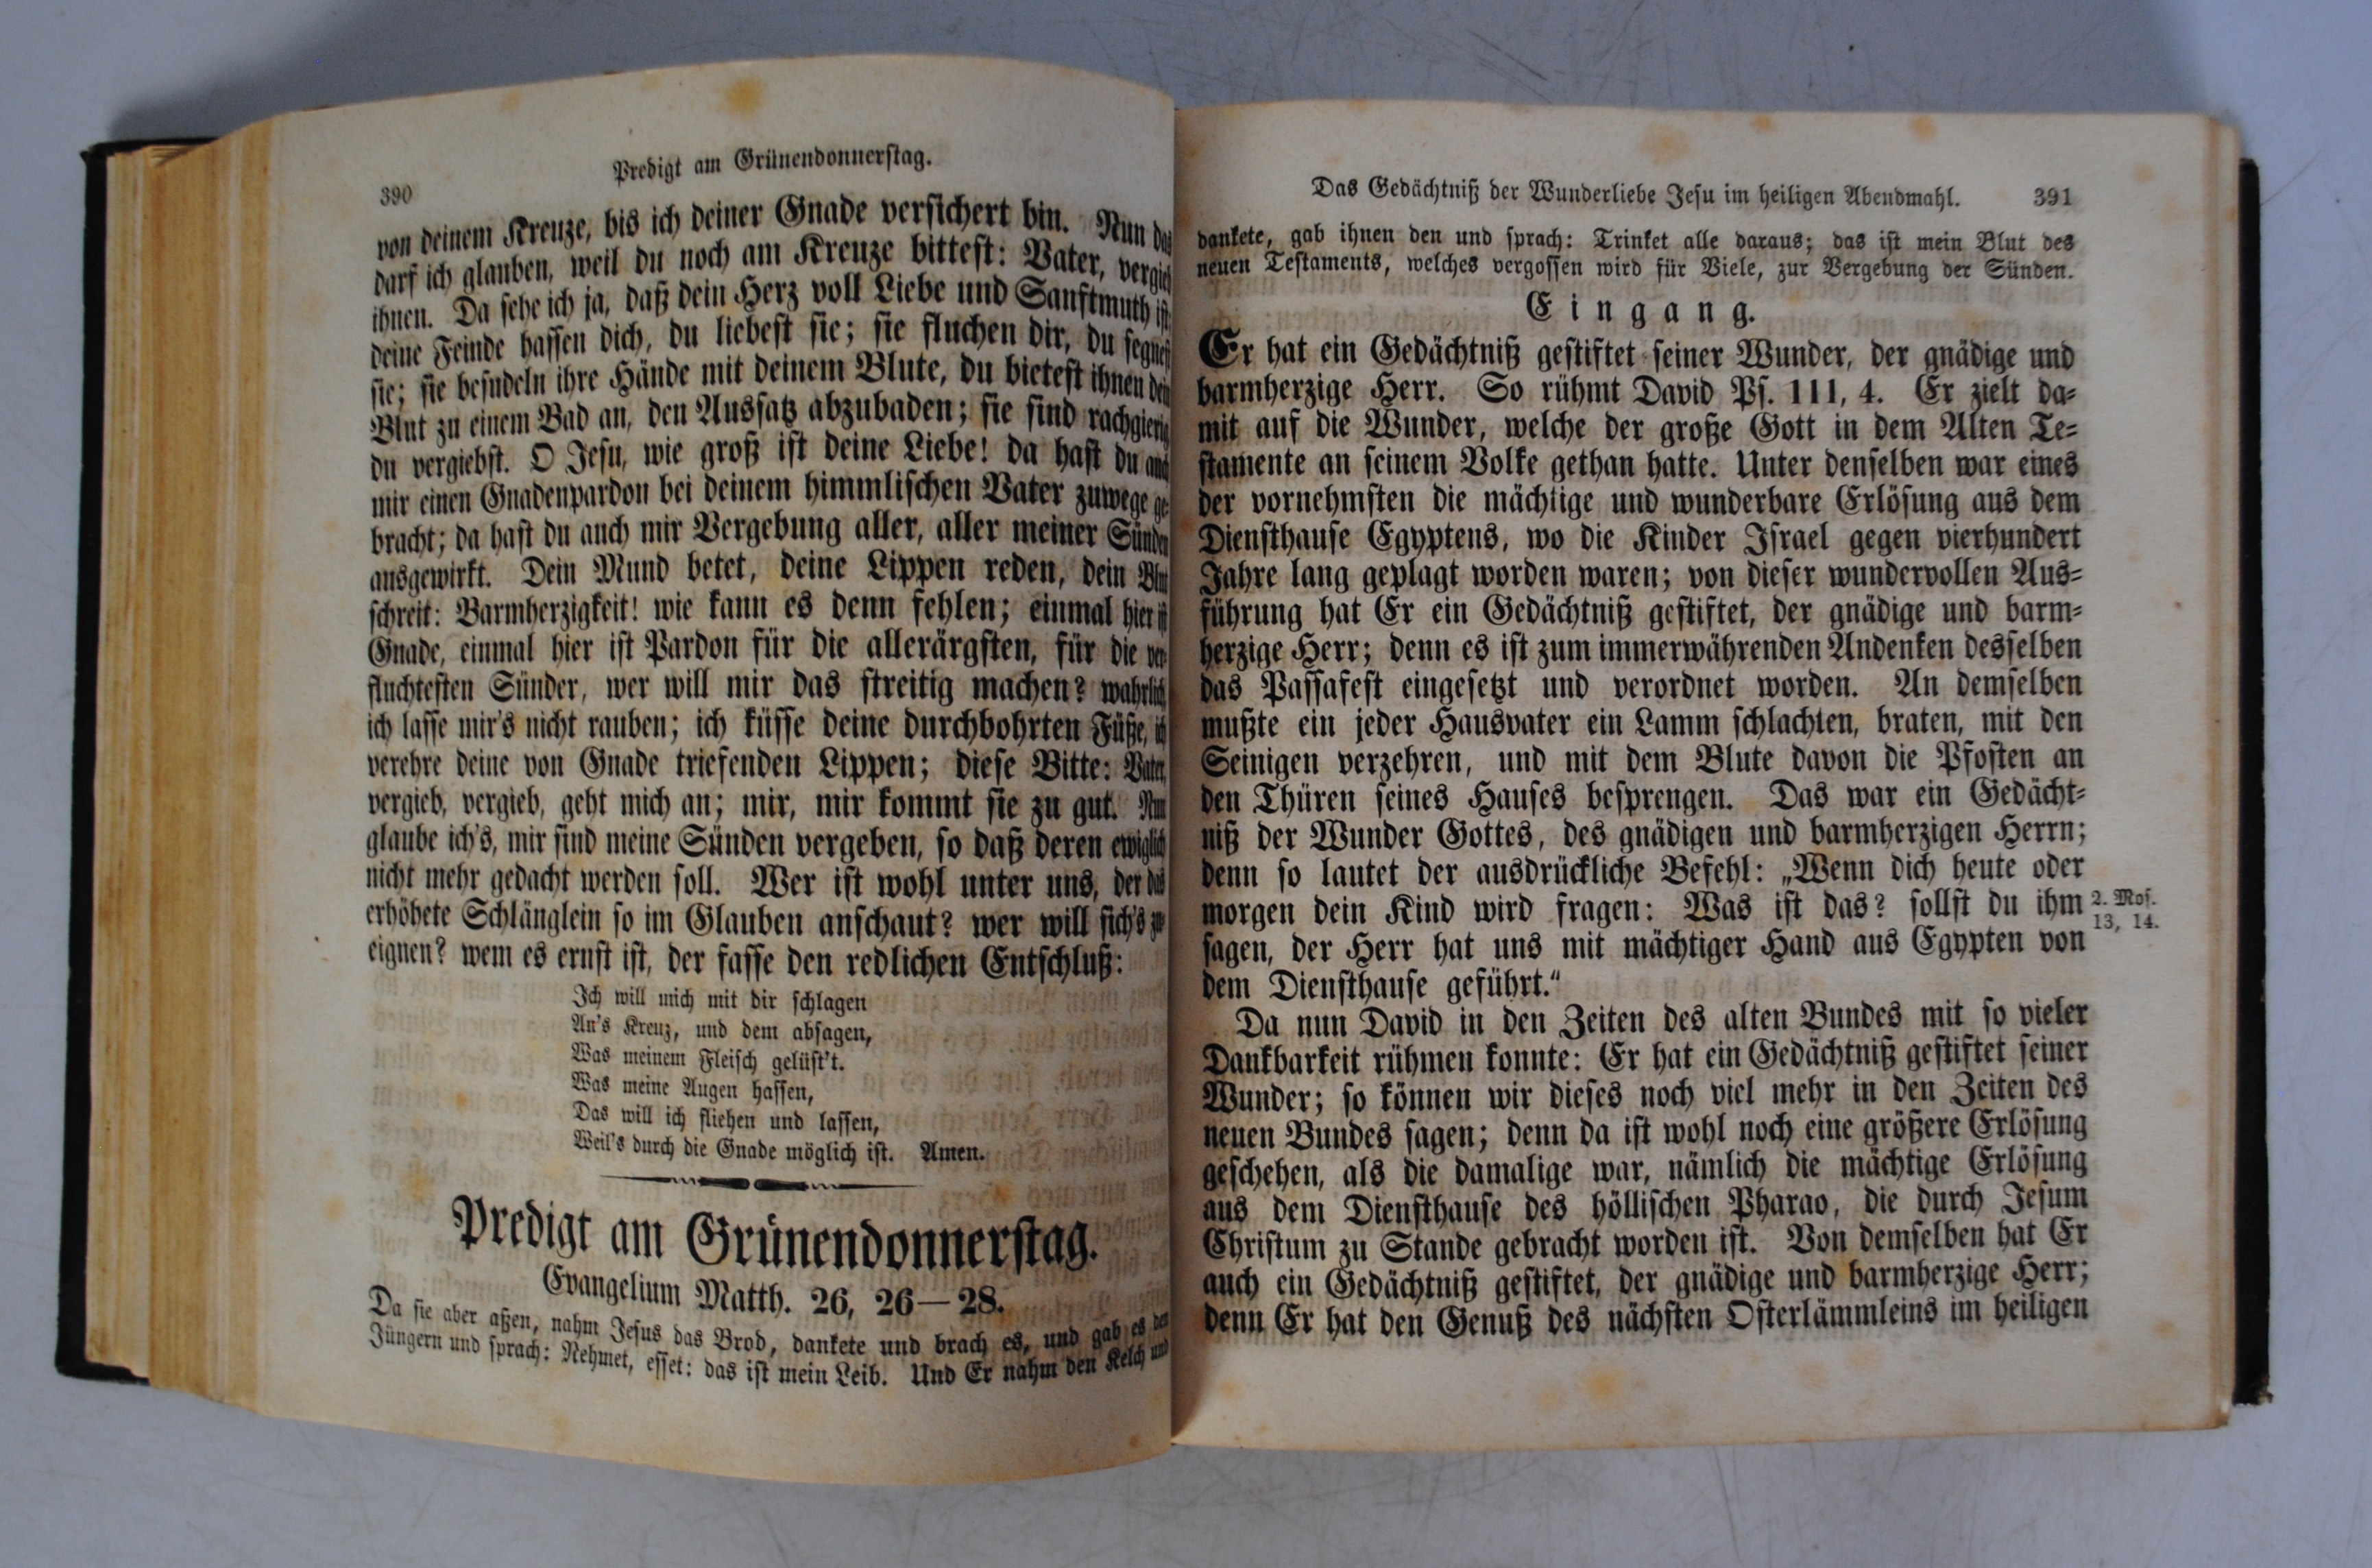 390
Predigt am Grünendonnerstag.
von deinem Kreuze, bis ich deiner Gnade versichert bin. Nun
darf ich glauben, weil du noch am Kreuze bittest: Vater, vergieb
ihnen. Da sehe ich ja, daß dein Herz voll Liebe und Sanftmuth ist
deine Feinde hassen dich, du liebest sie; sie fluchen dir, du segnest
sie; sie besudeln ihre Hände mit deinem Blute, du bietest ihnen dein
Blut zu einem Bad an, den Aussatz abzubaden; sie sind rachgierig
du vergiebst. O Jesu, wie groß ist deine Liebe! da hast du auch
mir einen Gnadenpardon bei deinem himmlischen Vater zuwege ge-
bracht; da hast du auch mir Vergebung aller, aller meiner Sünden
ausgewirkt. Dein Mund betet, deine Lippen reden, dein Blut
schreit: Barmherzigkeit! wie kann es denn fehlen; einmal hier ist
Gnade, einmal hier ist Pardon für die allerärgsten, für die ver-
fluchtesten Sünder, wer will mir das streitig machen? wahrlich
ich lasse mir's nicht rauben; ich küsse deine durchbohrten Füße, ich
verehre deine von Gnade triefenden Lippen; diese Bitte: Vater,
vergieb, vergieb, geht mich an; mir, mir kommt sie zu gut. Nun
glaube ich's, mir sind meine Sünden vergeben, so daß deren ewiglich
nicht mehr gedacht werden soll. Wer ist wohl unter uns, der das
erhöhete Schlänglein so im Glauben anschaut? wer will sich's zu-
eignen? wem es ernst ist, der fasse den redlichen Entschluß:
Ich will mich mit dir schlagen
An's Kreuz, und dem absagen,
Was meinem Fleisch gelüst't.
Was meine Augen hassen,
Das will ich fliehen und lassen,
Weil's durch die Gnade möglich ist. Amen.
Predigt am Grünendonnerstag.
Evangelium Matth. 26, 26—28.
Da sie aber aßen, nahm Jesus das Brod, dankete und brach es, und gab es den
Jüngern und sprach: Nehmet, esset: das ist mein Leib. Und Er nahm den Kelch und
Das Gedächtniß der Wunderliebe Jesu im heiligen Abendmahl. 391
dankete, gab ihnen den und sprach: Trinket alle daraus; das ist mein Blut des
neuen Testaments, welches vergossen wird für Viele, zur Vergebung der Sünden.
Eingang.
Er hat ein Gedächtniß gestiftet seiner Wunder, der gnädige und
barmherzige Herr. So rühmt David Ps. 111, 4. Er zielt da-
mit auf die Wunder, welche der große Gott in dem Alten Te-
stamente an seinem Volke gethan hatte. Unter denselben war eines
der vornehmsten die mächtige und wunderbare Erlösung aus dem
Diensthause Egyptens, wo die Kinder Israel gegen vierhundert
Jahre lang geplagt worden waren; von dieser wundervollen Aus-
führung hat Er ein Gedächtniß gestiftet, der gnädige und barm-
herzige Herr; denn es ist zum immerwährenden Andenken desselben
das Passafest eingesetzt und verordnet worden. An demselben
mußte ein jeder Hausvater ein Lamm schlachten, braten, mit den
Seinigen verzehren, und mit dem Blute davon die Pfosten an
den Thüren seines Hauses besprengen. Das war ein Gedächt-
niß der Wunder Gottes, des gnädigen und barmherzigen Herrn;
denn so lautet der ausdrückliche Befehl: „Wenn dich heute oder
morgen dein Kind wird fragen: Was ist das? sollst du ihm
sagen, der Herr hat uns mit mächtiger Hand aus Egypten von
dem Diensthause geführt.“
2. Mos.
13, 14.
Da nun David in den Zeiten des alten Bundes mit so vieler
Dankbarkeit rühmen konnte: Er hat ein Gedächtniß gestiftet seiner
Wunder; so können wir dieses noch viel mehr in den Zeiten des
neuen Bundes sagen; denn da ist wohl noch eine größere Erlösung
geschehen, als die damalige war, nämlich die mächtige Erlösung
aus dem Diensthause des höllischen Pharao, die durch Jesum
Christum zu Stande gebracht worden ist. Von demselben hat Er
auch ein Gedächtniß gestiftet, der gnädige und barmherzige Herr;
denn Er hat den Genuß des nächsten Osterlämmleins im heiligen